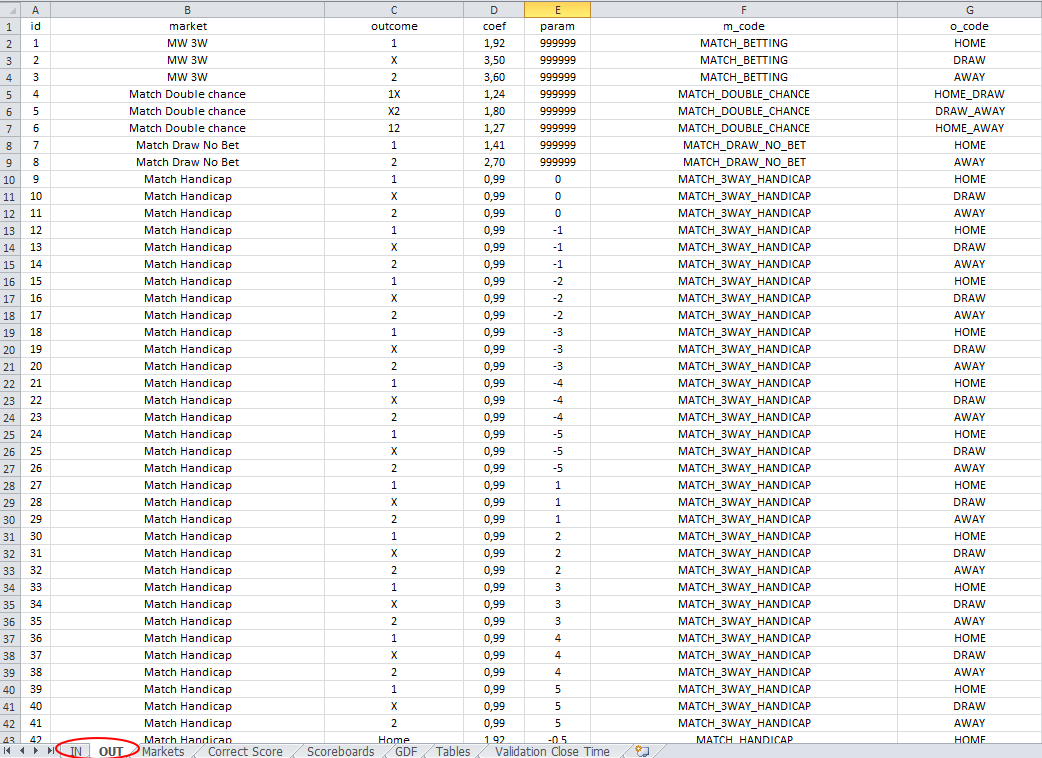 A B C D E F G
1 id market outcome coef param m_code o_code
2 1 MW 3W 1 1,92 999999 MATCH_BETTING HOME
3 2 MW 3W X 3,50 999999 MATCH_BETTING DRAW
4 3 MW 3W 2 3,60 999999 MATCH_BETTING AWAY
5 4 Match Double chance 1X 1,24 999999 MATCH_DOUBLE_CHANCE HOME_DRAW
6 5 Match Double chance X2 1,80 999999 MATCH_DOUBLE_CHANCE DRAW_AWAY
7 6 Match Double chance 12 1,27 999999 MATCH_DOUBLE_CHANCE HOME_AWAY
8 7 Match Draw No Bet 1 1,41 999999 MATCH_DRAW_NO_BET HOME
9 8 Match Draw No Bet 2 2,70 999999 MATCH_DRAW_NO_BET AWAY
10 9 Match Handicap 1 0,99 0 MATCH_3WAY_HANDICAP HOME
11 10 Match Handicap X 0,99 0 MATCH_3WAY_HANDICAP DRAW
12 11 Match Handicap 2 0,99 0 MATCH_3WAY_HANDICAP AWAY
13 12 Match Handicap 1 0,99 -1 MATCH_3WAY_HANDICAP HOME
14 13 Match Handicap X 0,99 -1 MATCH_3WAY_HANDICAP DRAW
15 14 Match Handicap 2 0,99 -1 MATCH_3WAY_HANDICAP AWAY
16 15 Match Handicap 1 0,99 -2 MATCH_3WAY_HANDICAP HOME
17 16 Match Handicap X 0,99 -2 MATCH_3WAY_HANDICAP DRAW
18 17 Match Handicap 2 0,99 -2 MATCH_3WAY_HANDICAP AWAY
19 18 Match Handicap 1 0,99 -3 MATCH_3WAY_HANDICAP HOME
20 19 Match Handicap X 0,99 -3 MATCH_3WAY_HANDICAP DRAW
21 20 Match Handicap 2 0,99 -3 MATCH_3WAY_HANDICAP AWAY
22 21 Match Handicap 1 0,99 -4 MATCH_3WAY_HANDICAP HOME
23 22 Match Handicap X 0,99 -4 MATCH_3WAY_HANDICAP DRAW
24 23 Match Handicap 2 0,99 -4 MATCH_3WAY_HANDICAP AWAY
25 24 Match Handicap 1 0,99 -5 MATCH_3WAY_HANDICAP HOME
26 25 Match Handicap X 0,99 -5 MATCH_3WAY_HANDICAP DRAW
27 26 Match Handicap 2 0,99 -5 MATCH_3WAY_HANDICAP AWAY
28 27 Match Handicap 1 0,99 1 MATCH_3WAY_HANDICAP HOME
29 28 Match Handicap X 0,99 1 MATCH_3WAY_HANDICAP DRAW
30 29 Match Handicap 2 0,99 1 MATCH_3WAY_HANDICAP AWAY
31 30 Match Handicap 1 0,99 2 MATCH_3WAY_HANDICAP HOME
32 31 Match Handicap X 0,99 2 MATCH_3WAY_HANDICAP DRAW
33 32 Match Handicap 2 0,99 2 MATCH_3WAY_HANDICAP AWAY
34 33 Match Handicap 1 0,99 3 MATCH_3WAY_HANDICAP HOME
35 34 Match Handicap X 0,99 3 MATCH_3WAY_HANDICAP DRAW
36 35 Match Handicap 2 0,99 3 MATCH_3WAY_HANDICAP AWAY
37 36 Match Handicap 1 0,99 4 MATCH_3WAY_HANDICAP HOME
38 37 Match Handicap X 0,99 4 MATCH_3WAY_HANDICAP DRAW
39 38 Match Handicap 2 0,99 4 MATCH_3WAY_HANDICAP AWAY
40 39 Match Handicap 1 0,99 5 MATCH_3WAY_HANDICAP HOME
41 40 Match Handicap X 0,99 5 MATCH_3WAY_HANDICAP DRAW
42 41 Match Handicap 2 0,99 5 MATCH_3WAY_HANDICAP AWAY
43 42 Match Handicap Home 1,92 -0,5 MATCH_HANDICAP HOME
IN OUT Markets Correct Score Scoreboards GDF Tables Validation Close Time